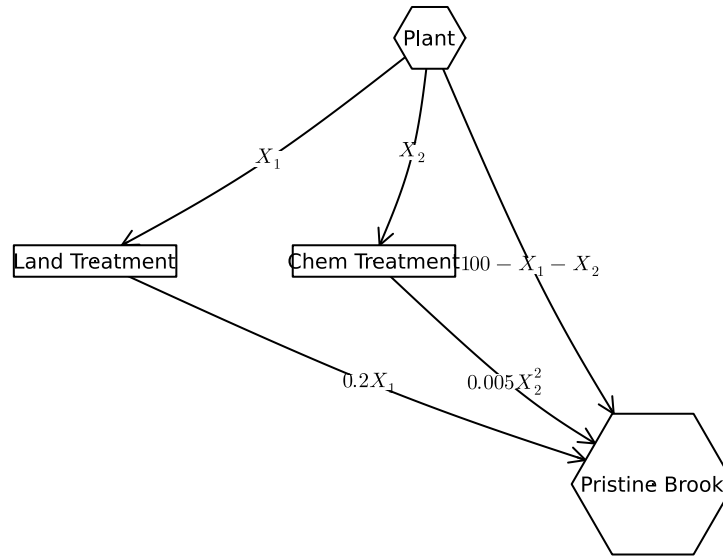 Plant
X₁
X₂
Land Treatment
Chem Treatment
100 − X₁ − X₂
0.2X₁
0.005X₂²
Pristine Brook